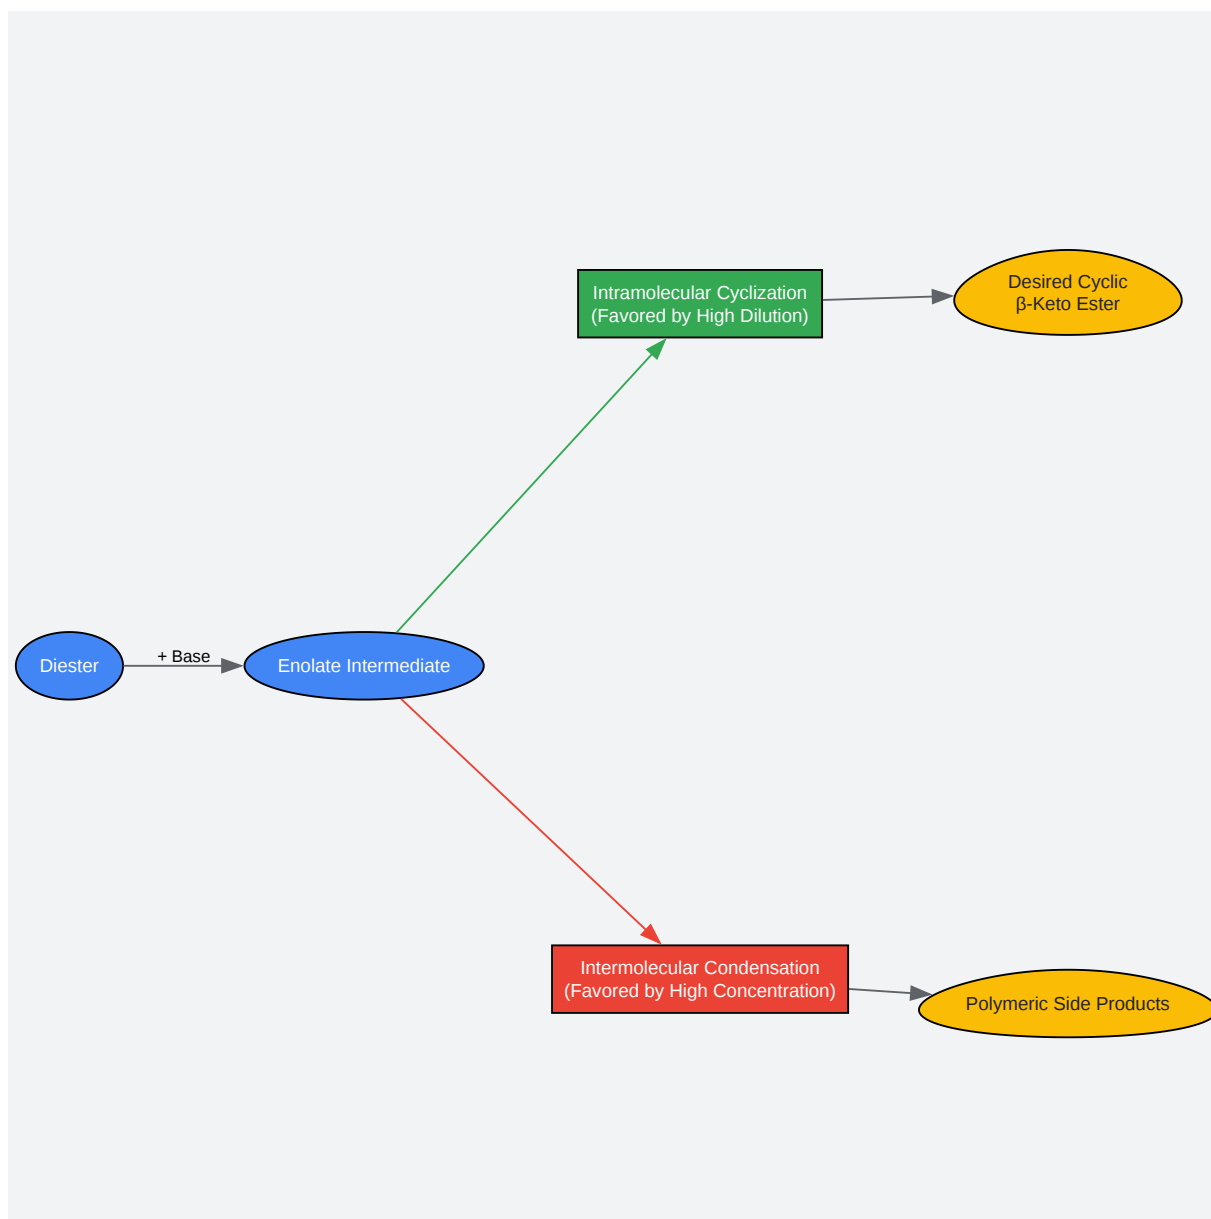 Diester
+ Base
Enolate Intermediate
Intramolecular Cyclization
(Favored by High Dilution)
Desired Cyclic
β-Keto Ester
Intermolecular Condensation
(Favored by High Concentration)
Polymeric Side Products